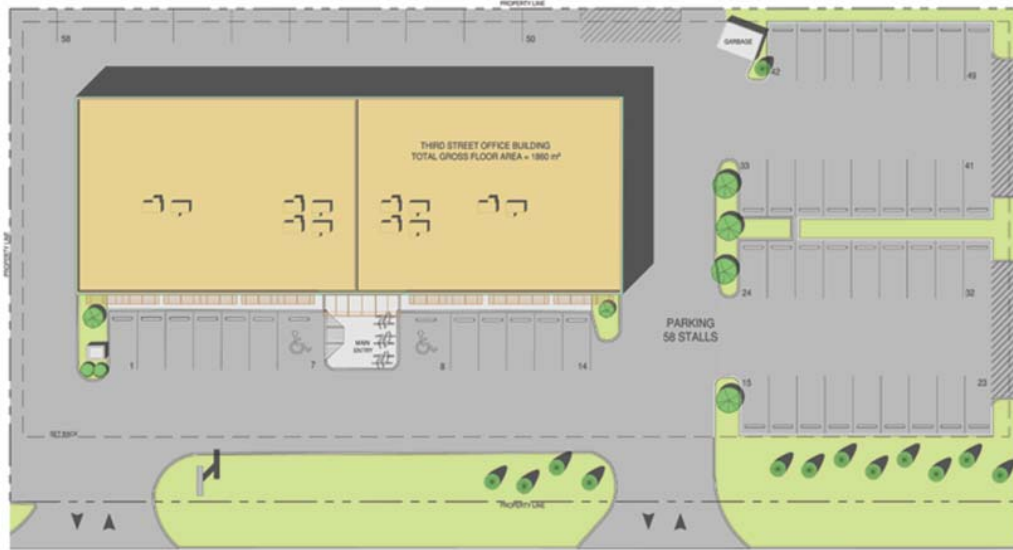 PROPERTY LINE
58
50
GARBAGE
42
49
THIRD STREET OFFICE BUILDING
TOTAL GROSS FLOOR AREA = 1860 m²
33
41
PROPERTY LINE
24
32
PARKING
58 STALLS
MAIN
ENTRY
1
7
8
14
15
23
SET BACK
PROPERTY LINE